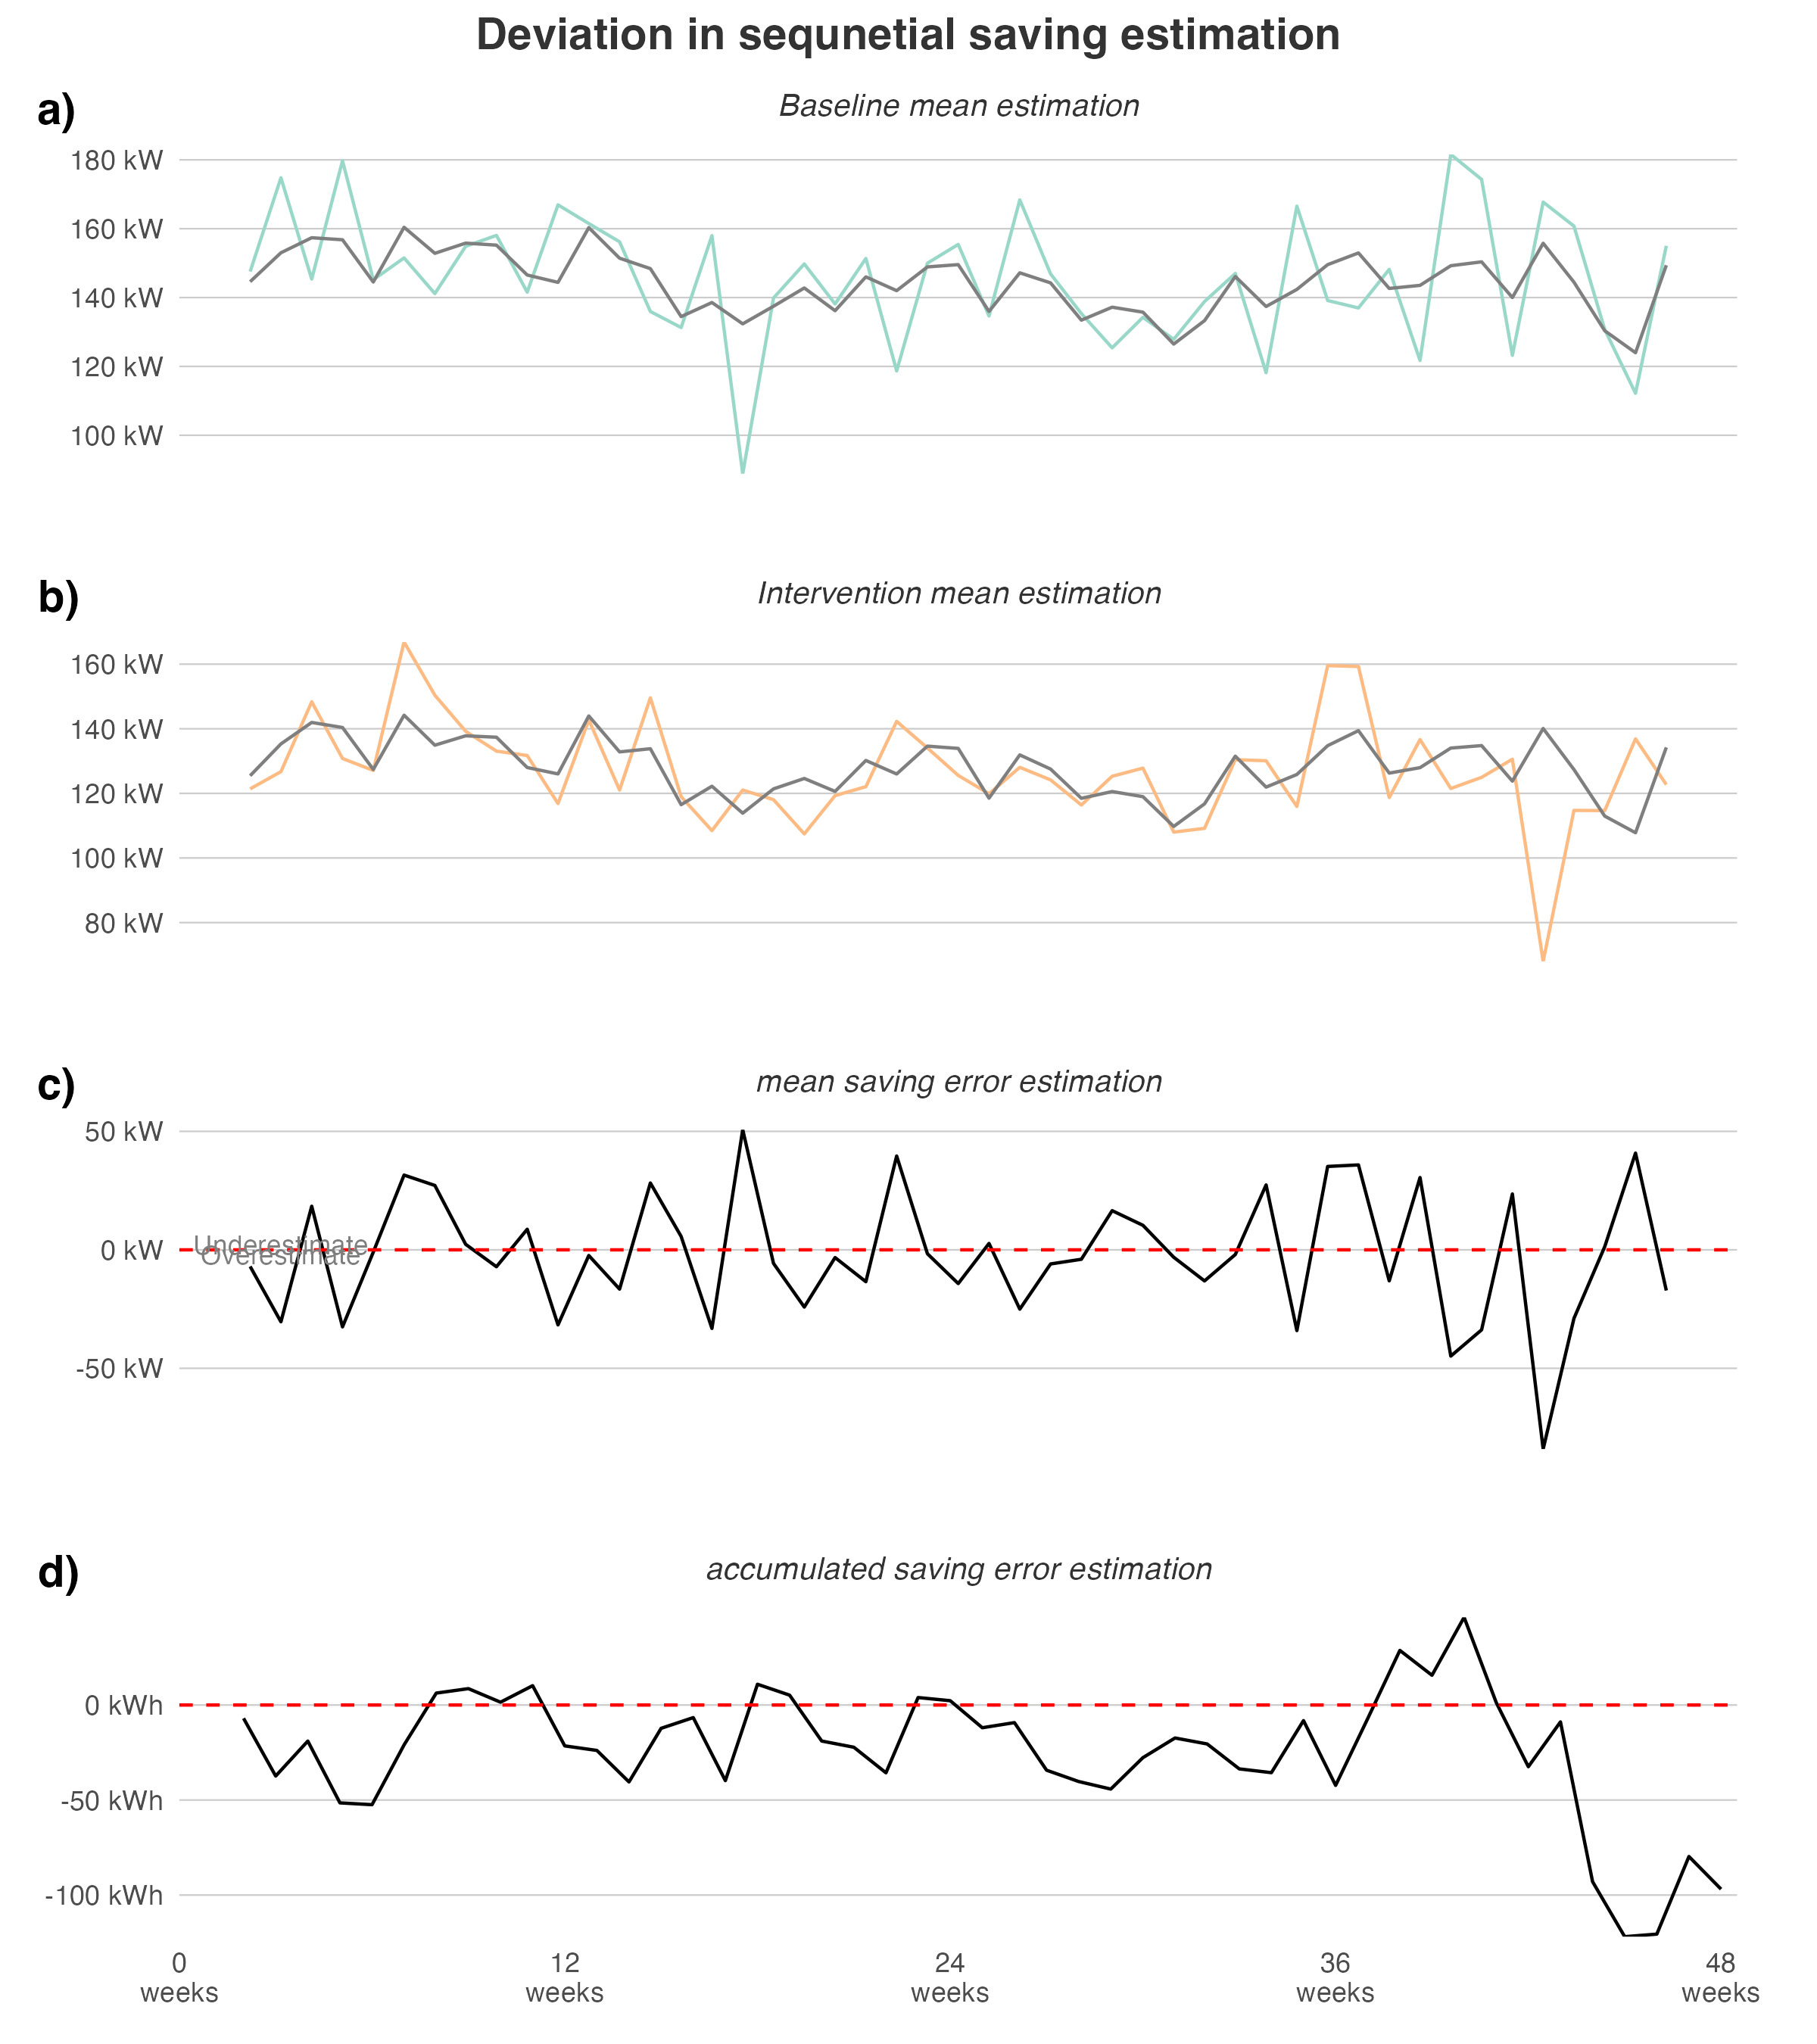 Deviation in sequnetial saving estimation
a)
Baseline mean estimation
180 kW
160 kW
140 kW
120 kW
100 kW
b)
Intervention mean estimation
160 kW
140 kW
120 kW
100 kW
80 kW
c)
mean saving error estimation
50 kW
Underestimate
0 kW
Overestimate
-50 kW
d)
accumulated saving error estimation
0 kWh
-50 kWh
-100 kWh
0 12 24 36 48
weeks weeks weeks weeks weeks